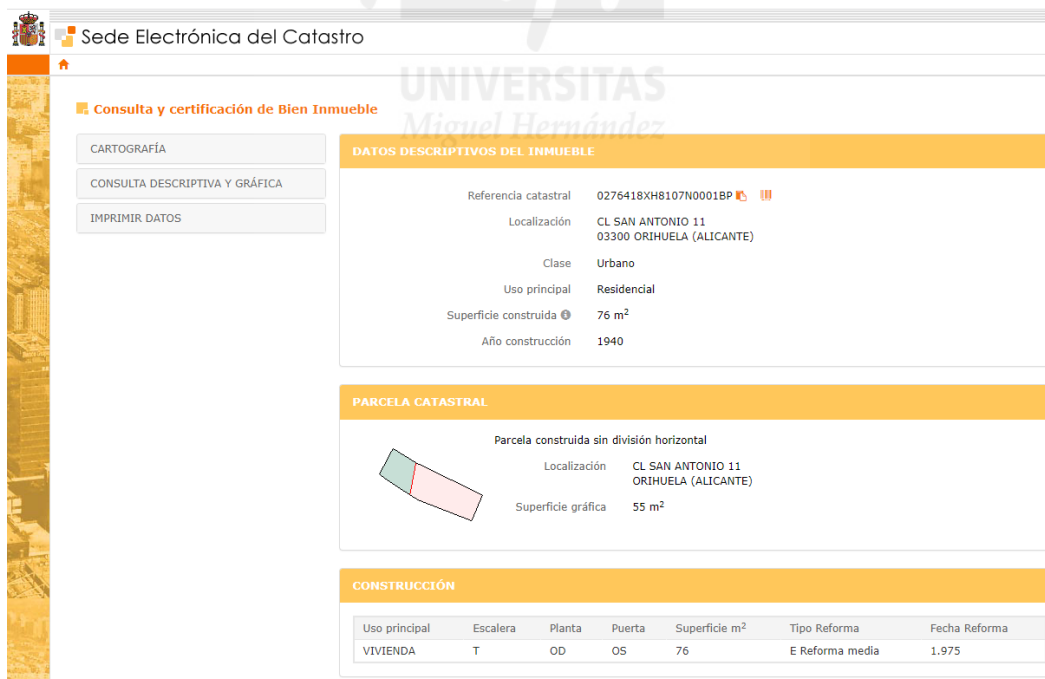 Sede Electrónica del Catastro
UNIVERSITAS
Miguel Hernández
Consulta y certificación de Bien Inmueble
CARTOGRAFÍA
CONSULTA DESCRIPTIVA Y GRÁFICA
IMPRIMIR DATOS
DATOS DESCRIPTIVOS DEL INMUEBLE
Referencia catastral 0276418XH8107N0001BP
Localización CL SAN ANTONIO 11
03300 ORIHUELA (ALICANTE)
Clase Urbano
Uso principal Residencial
Superficie construida 76 m²
Año construcción 1940
PARCELA CATASTRAL
Parcela construida sin división horizontal
Localización CL SAN ANTONIO 11
ORIHUELA (ALICANTE)
Superficie gráfica 55 m²
CONSTRUCCIÓN
Uso principal Escalera Planta Puerta Superficie m² Tipo Reforma Fecha Reforma
VIVIENDA T OD OS 76 E Reforma media 1.975